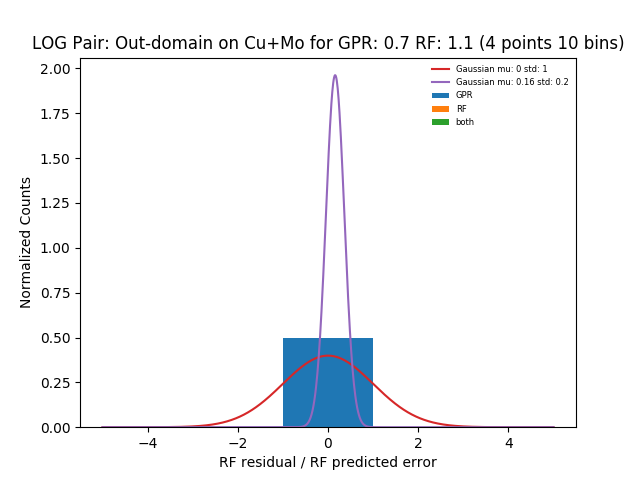 LOG Pair: Out-domain on Cu+Mo for GPR: 0.7 RF: 1.1 (4 points 10 bins)
Gaussian mu: 0 std: 1
Gaussian mu: 0.16 std: 0.2
GPR
RF
both
2.00
1.75
1.50
1.25
1.00
0.75
0.50
0.25
0.00
Normalized Counts
−4
−2
0
2
4
RF residual / RF predicted error